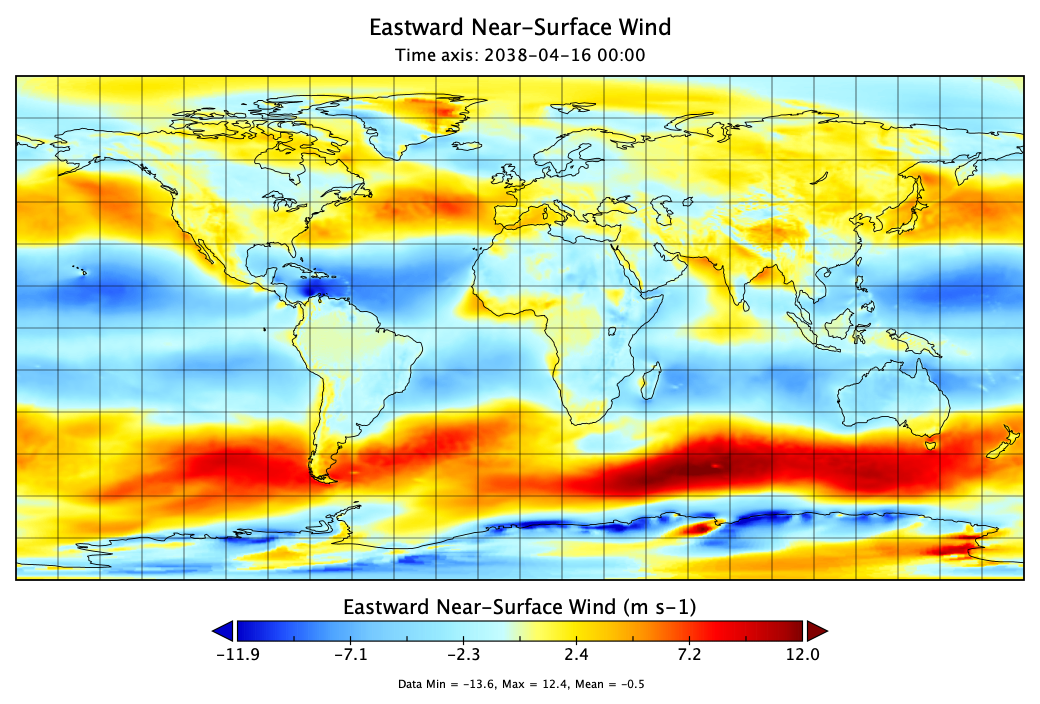 Eastward Near-Surface Wind
Time axis: 2038-04-16 00:00
Eastward Near-Surface Wind (m s-1)
-11.9 -7.1 -2.3 2.4 7.2 12.0
Data Min = -13.6, Max = 12.4, Mean = -0.5